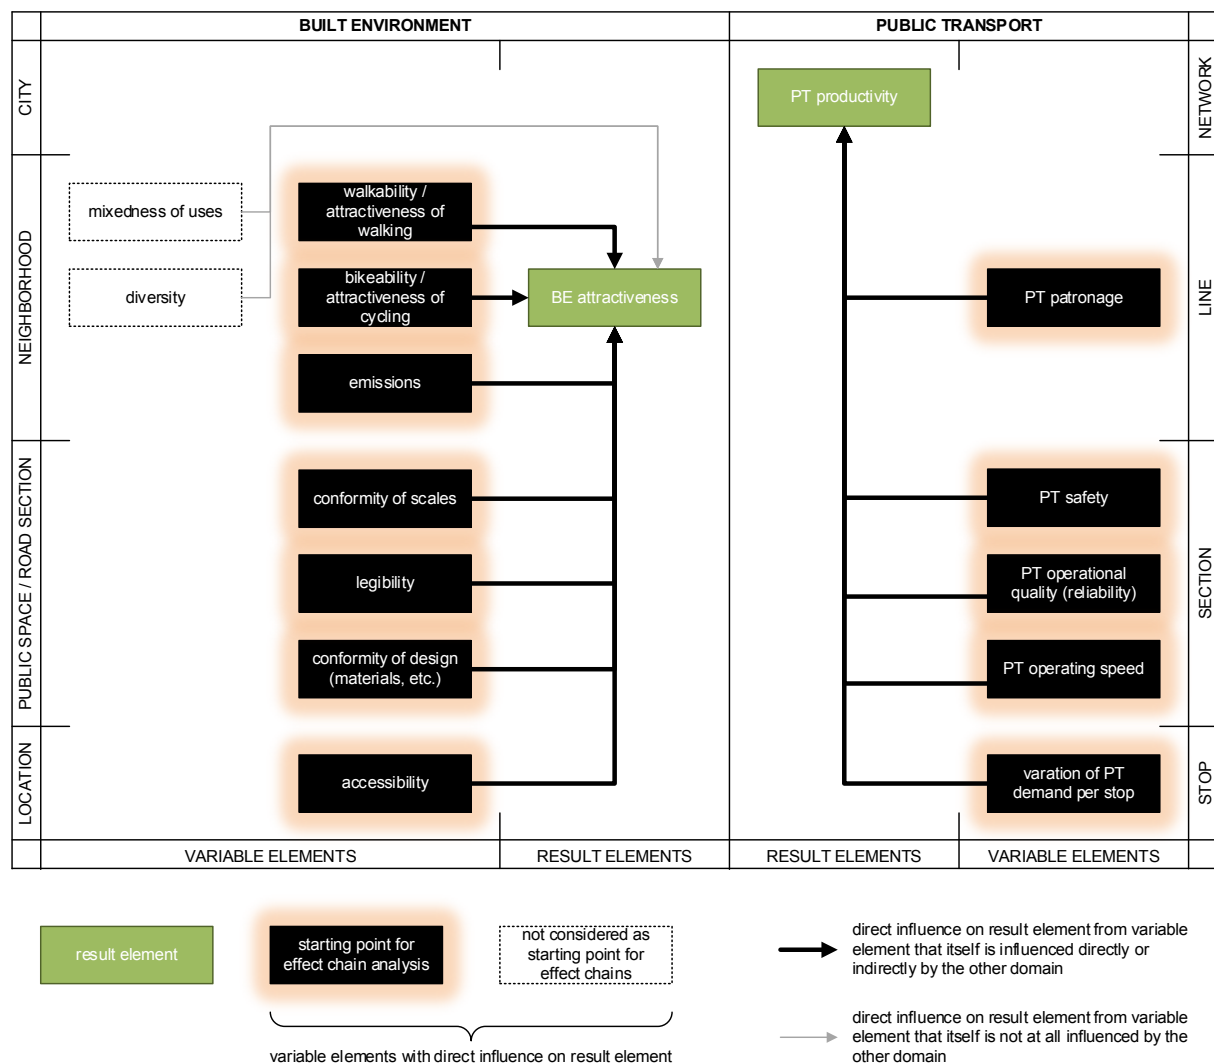 BUILT ENVIRONMENT
PUBLIC TRANSPORT
CITY
NEIGHBORHOOD
PUBLIC SPACE / ROAD SECTION
LOCATION
NETWORK
LINE
SECTION
STOP
PT productivity
mixedness of uses
walkability /
attractiveness of
walking
diversity
bikeability /
attractiveness of
cycling
BE attractiveness
PT patronage
emissions
conformity of scales
PT safety
legibility
PT operational
quality (reliability)
conformity of design
(materials, etc.)
PT operating speed
accessibility
varation of PT
demand per stop
VARIABLE ELEMENTS
RESULT ELEMENTS
RESULT ELEMENTS
VARIABLE ELEMENTS
result element
starting point for
effect chain analysis
not considered as
starting point for
effect chains
direct influence on result element from variable
element that itself is influenced directly or
indirectly by the other domain
variable elements with direct influence on result element
direct influence on result element from variable
element that itself is not at all influenced by the
other domain